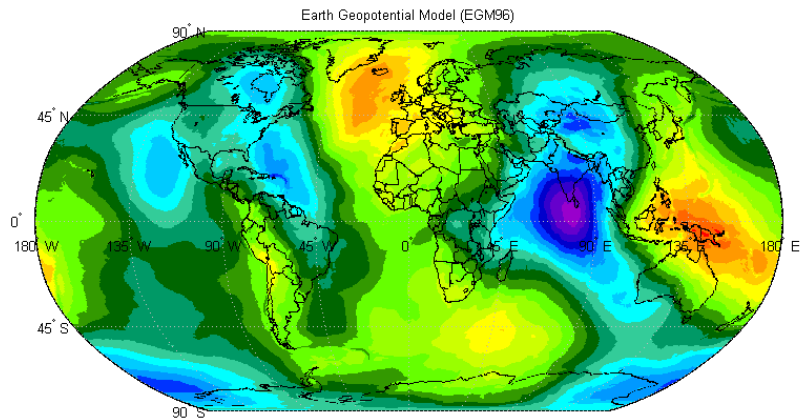 Earth Geopotential Model (EGM96)
90° N
45° N
0°
180° W 135° W 90° W 45° W 0 45° E 90° E 135° E 180° E
45° S
90° S